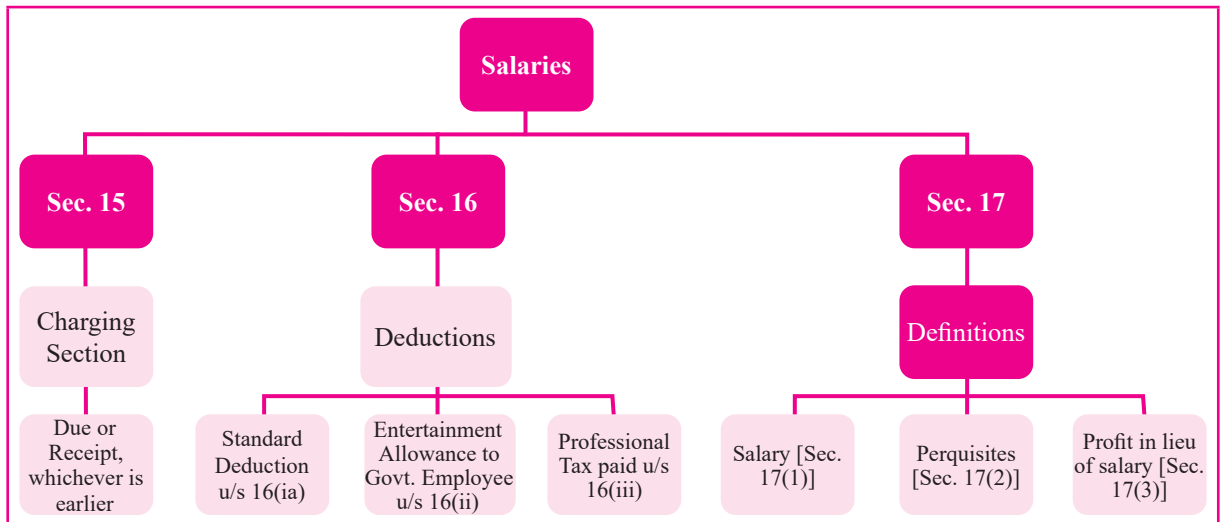 Salaries
Sec. 15
Sec. 16
Sec. 17
Charging
Section
Deductions
Definitions
Due or
Receipt,
whichever is
earlier
Standard
Deduction
u/s 16(ia)
Entertainment
Allowance to
Govt. Employee
u/s 16(ii)
Professional
Tax paid u/s
16(iii)
Salary [Sec.
17(1)]
Perquisites
[Sec. 17(2)]
Profit in lieu
of salary [Sec.
17(3)]